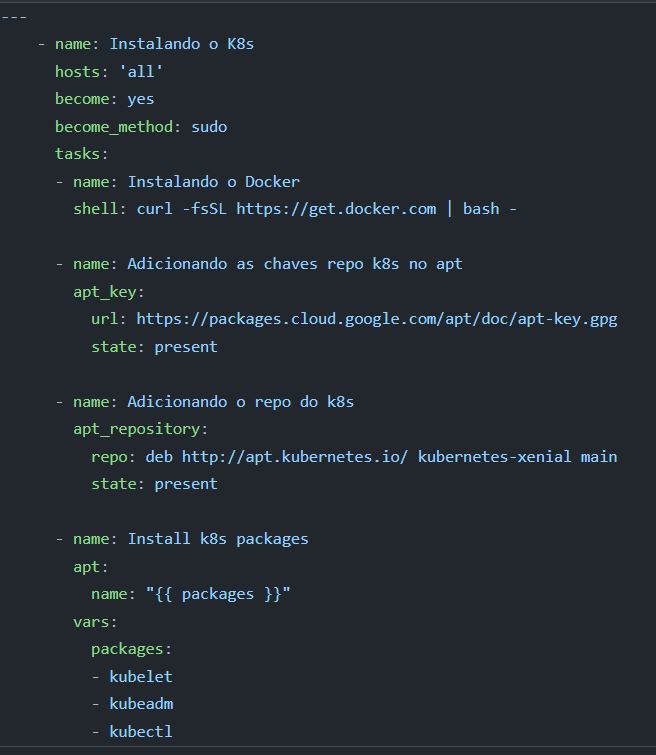 ---
    - name: Instalando o K8s
      hosts: 'all'
      become: yes
      become_method: sudo
      tasks:
      - name: Instalando o Docker
        shell: curl -fsSL https://get.docker.com | bash -

      - name: Adicionando as chaves repo k8s no apt
        apt_key:
          url: https://packages.cloud.google.com/apt/doc/apt-key.gpg
          state: present

      - name: Adicionando o repo do k8s
        apt_repository:
          repo: deb http://apt.kubernetes.io/ kubernetes-xenial main
          state: present

      - name: Install k8s packages
        apt:
          name: "{{ packages }}"
        vars:
          packages:
          - kubelet
          - kubeadm
          - kubectl